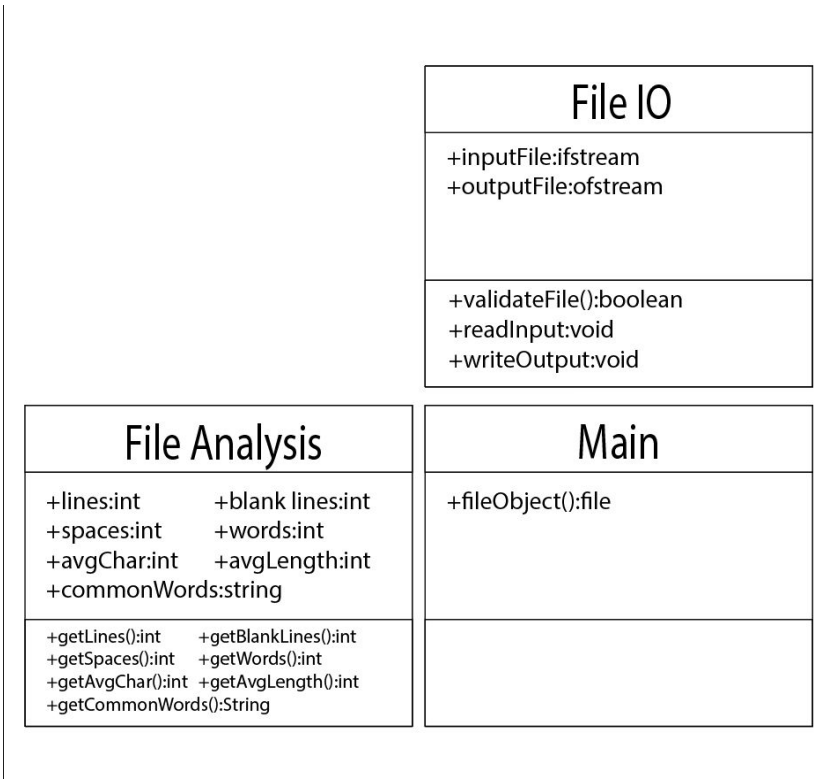 File IO
+inputFile:ifstream
+outputFile:ofstream
+validateFile():boolean
+readInput:void
+writeOutput:void
File Analysis
+lines:int +blank lines:int
+spaces:int +words:int
+avgChar:int +avgLength:int
+commonWords:string
+getLines():int +getBlankLines():int
+getSpaces():int +getWords():int
+getAvgChar():int +getAvgLength():int
+getCommonWords():String
Main
+fileObject():file